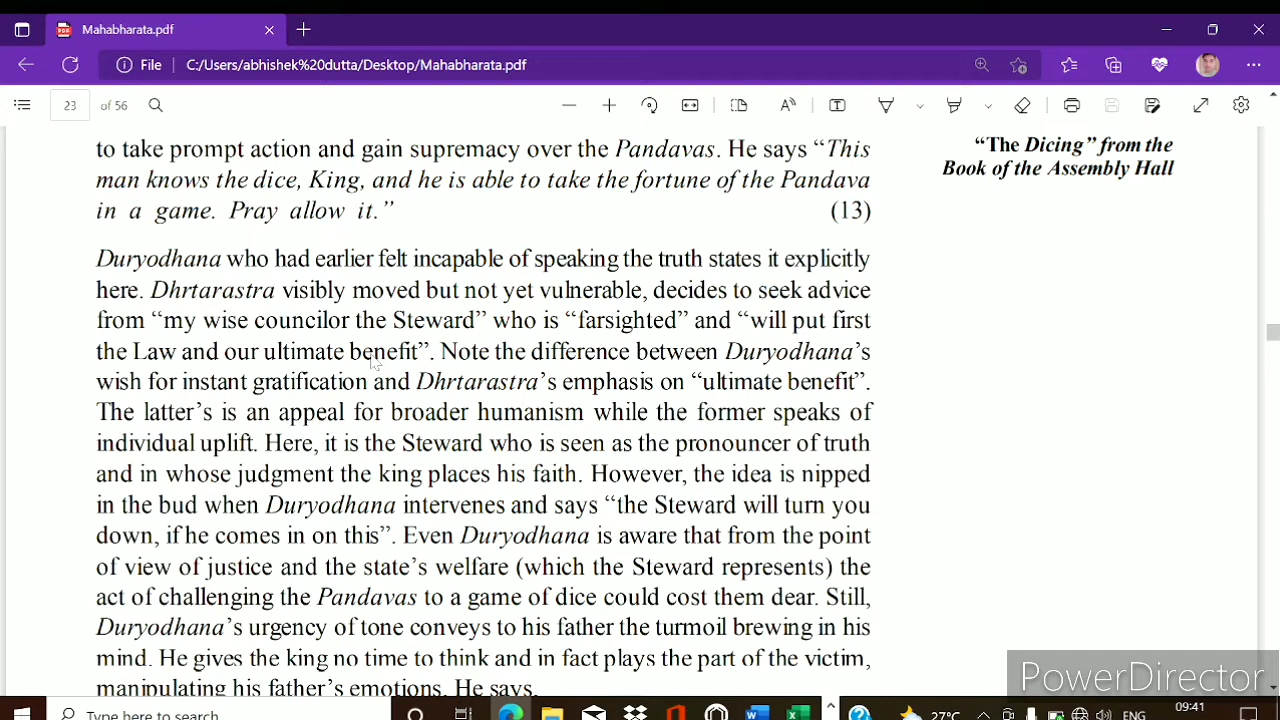 Mahabharata.pdf
File
C:/Users/abhishek%20dutta/Desktop/Mahabharata.pdf
23
of 56
to take prompt action and gain supremacy over the Pandavas. He says “This
man knows the dice, King, and he is able to take the fortune of the Pandava
in a game. Pray allow it.” (13)
“The Dicing” from the
Book of the Assembly Hall
Duryodhana who had earlier felt incapable of speaking the truth states it explicitly
here. Dhrtarastra visibly moved but not yet vulnerable, decides to seek advice
from “my wise councilor the Steward” who is “farsighted” and “will put first
the Law and our ultimate benefit”. Note the difference between Duryodhana’s
wish for instant gratification and Dhrtarastra’s emphasis on “ultimate benefit”.
The latter’s is an appeal for broader humanism while the former speaks of
individual uplift. Here, it is the Steward who is seen as the pronouncer of truth
and in whose judgment the king places his faith. However, the idea is nipped
in the bud when Duryodhana intervenes and says “the Steward will turn you
down, if he comes in on this”. Even Duryodhana is aware that from the point
of view of justice and the state’s welfare (which the Steward represents) the
act of challenging the Pandavas to a game of dice could cost them dear. Still,
Duryodhana’s urgency of tone conveys to his father the turmoil brewing in his
mind. He gives the king no time to think and in fact plays the part of the victim,
manipulating his father’s emotions. He says,
PowerDirector
Type here to search
27°C
ENG
09:41